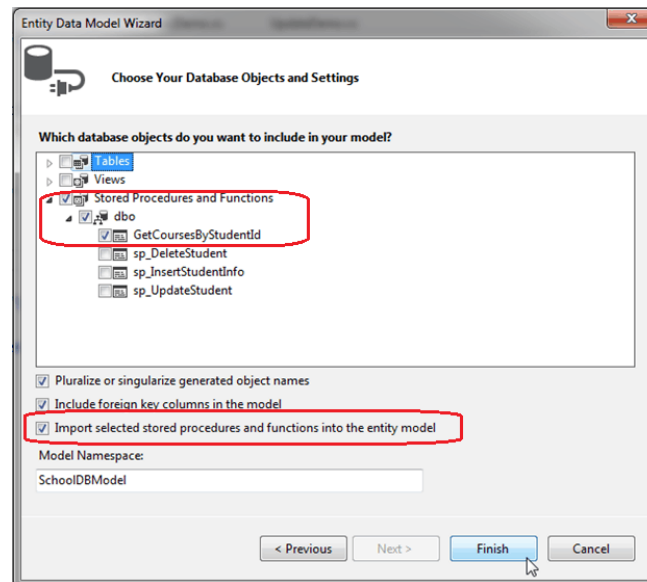 Entity Data Model Wizard
Choose Your Database Objects and Settings
Which database objects do you want to include in your model?
Tables
Views
Stored Procedures and Functions
dbo
GetCoursesByStudentId
sp_DeleteStudent
sp_InsertStudentInfo
sp_UpdateStudent
Pluralize or singularize generated object names
Include foreign key columns in the model
Import selected stored procedures and functions into the entity model
Model Namespace:
SchoolDBModel
< Previous
Next >
Finish
Cancel